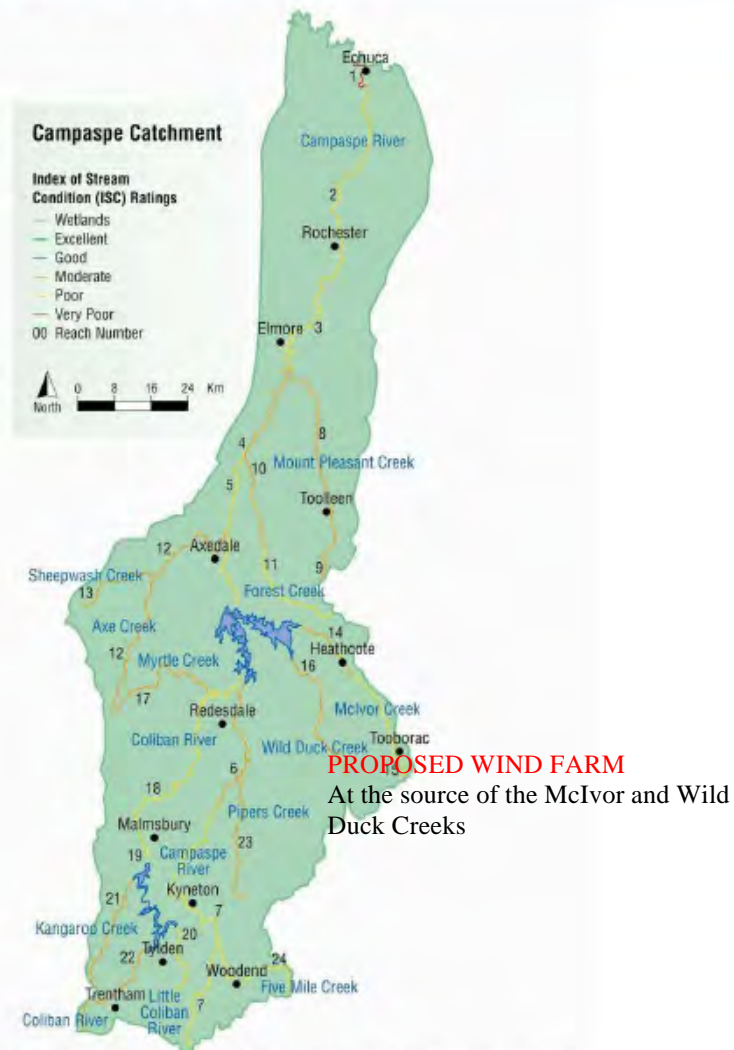 Echuca
1
Campaspe Catchment
Campaspe River
Index of Stream
Condition (ISC) Ratings
Wetlands
Excellent
Good
Moderate
Poor
Very Poor
00 Reach Number
2
Rochester
3
Elmore
0 8 16 24 Km
North
8
4
10
Mount Pleasant Creek
5
Toolleen
12
Axedale
11
9
Sheepwash Creek
13
Forest Creek
Axe Creek
14
12
Heathcote
Myrtle Creek
16
17
McIvor Creek
Redesdale
Coliban River
Wild Duck Creek
Tooborac
PROPOSED WIND FARM
15
At the source of the McIvor and Wild
Duck Creeks
6
18
Pipers Creek
Malmsbury
23
19
Campaspe
River
Kyneton
21
7
Kangaroo Creek
20
22
Tylden
24
Woodend
Five Mile Creek
Trentham
Little
Coliban
River
7
Coliban River